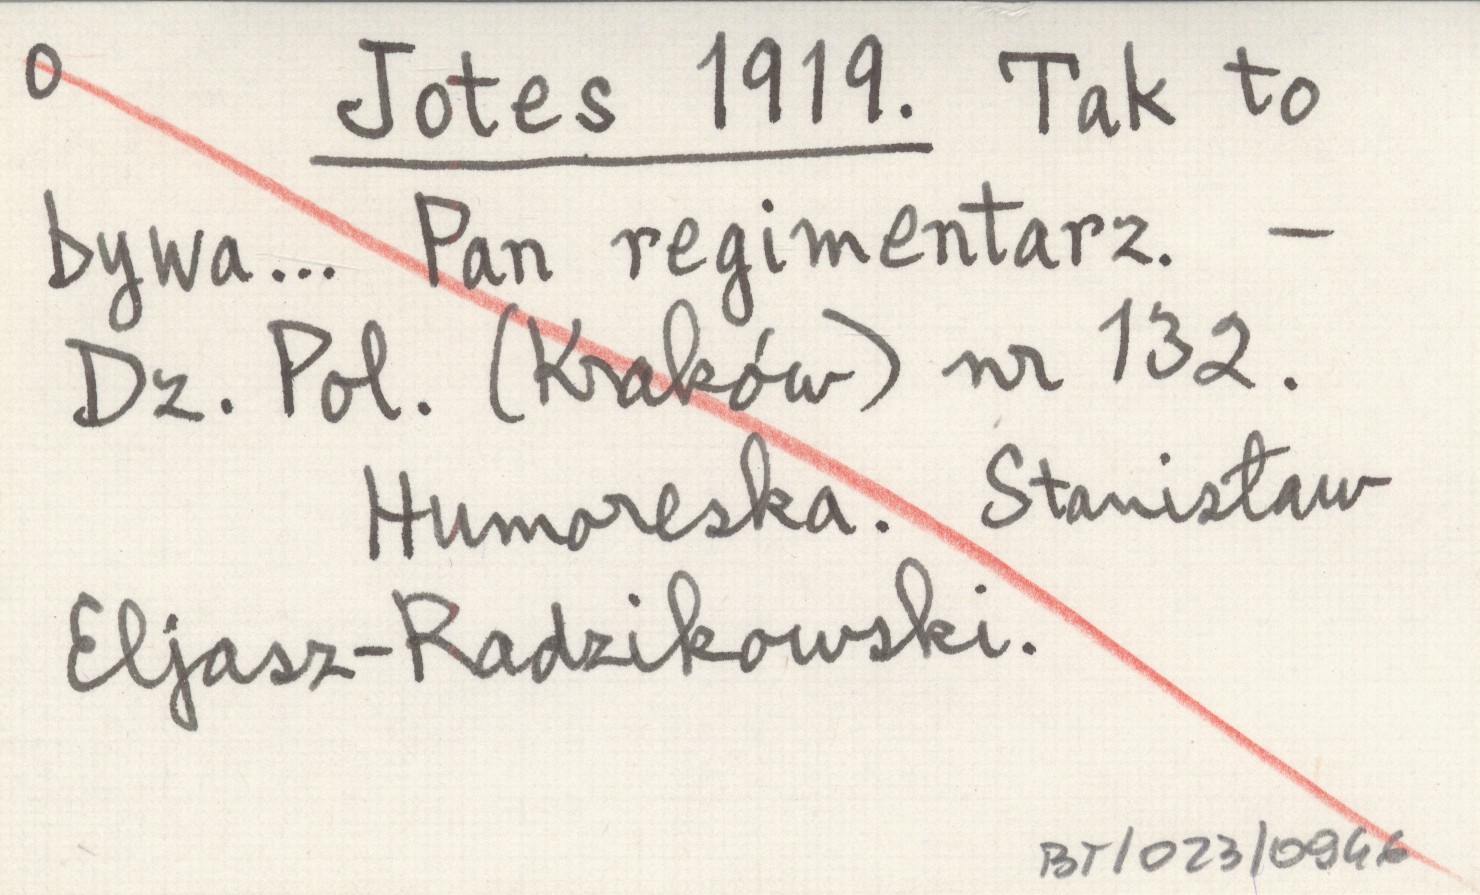 0 Jotes 1919. Tak to
bywa... Pan regimentarz. –
Dz. Pol. (Kraków) nr 132.
Humoreska. Stanisław
Eljasz-Radzikowski.
BT/023/0946